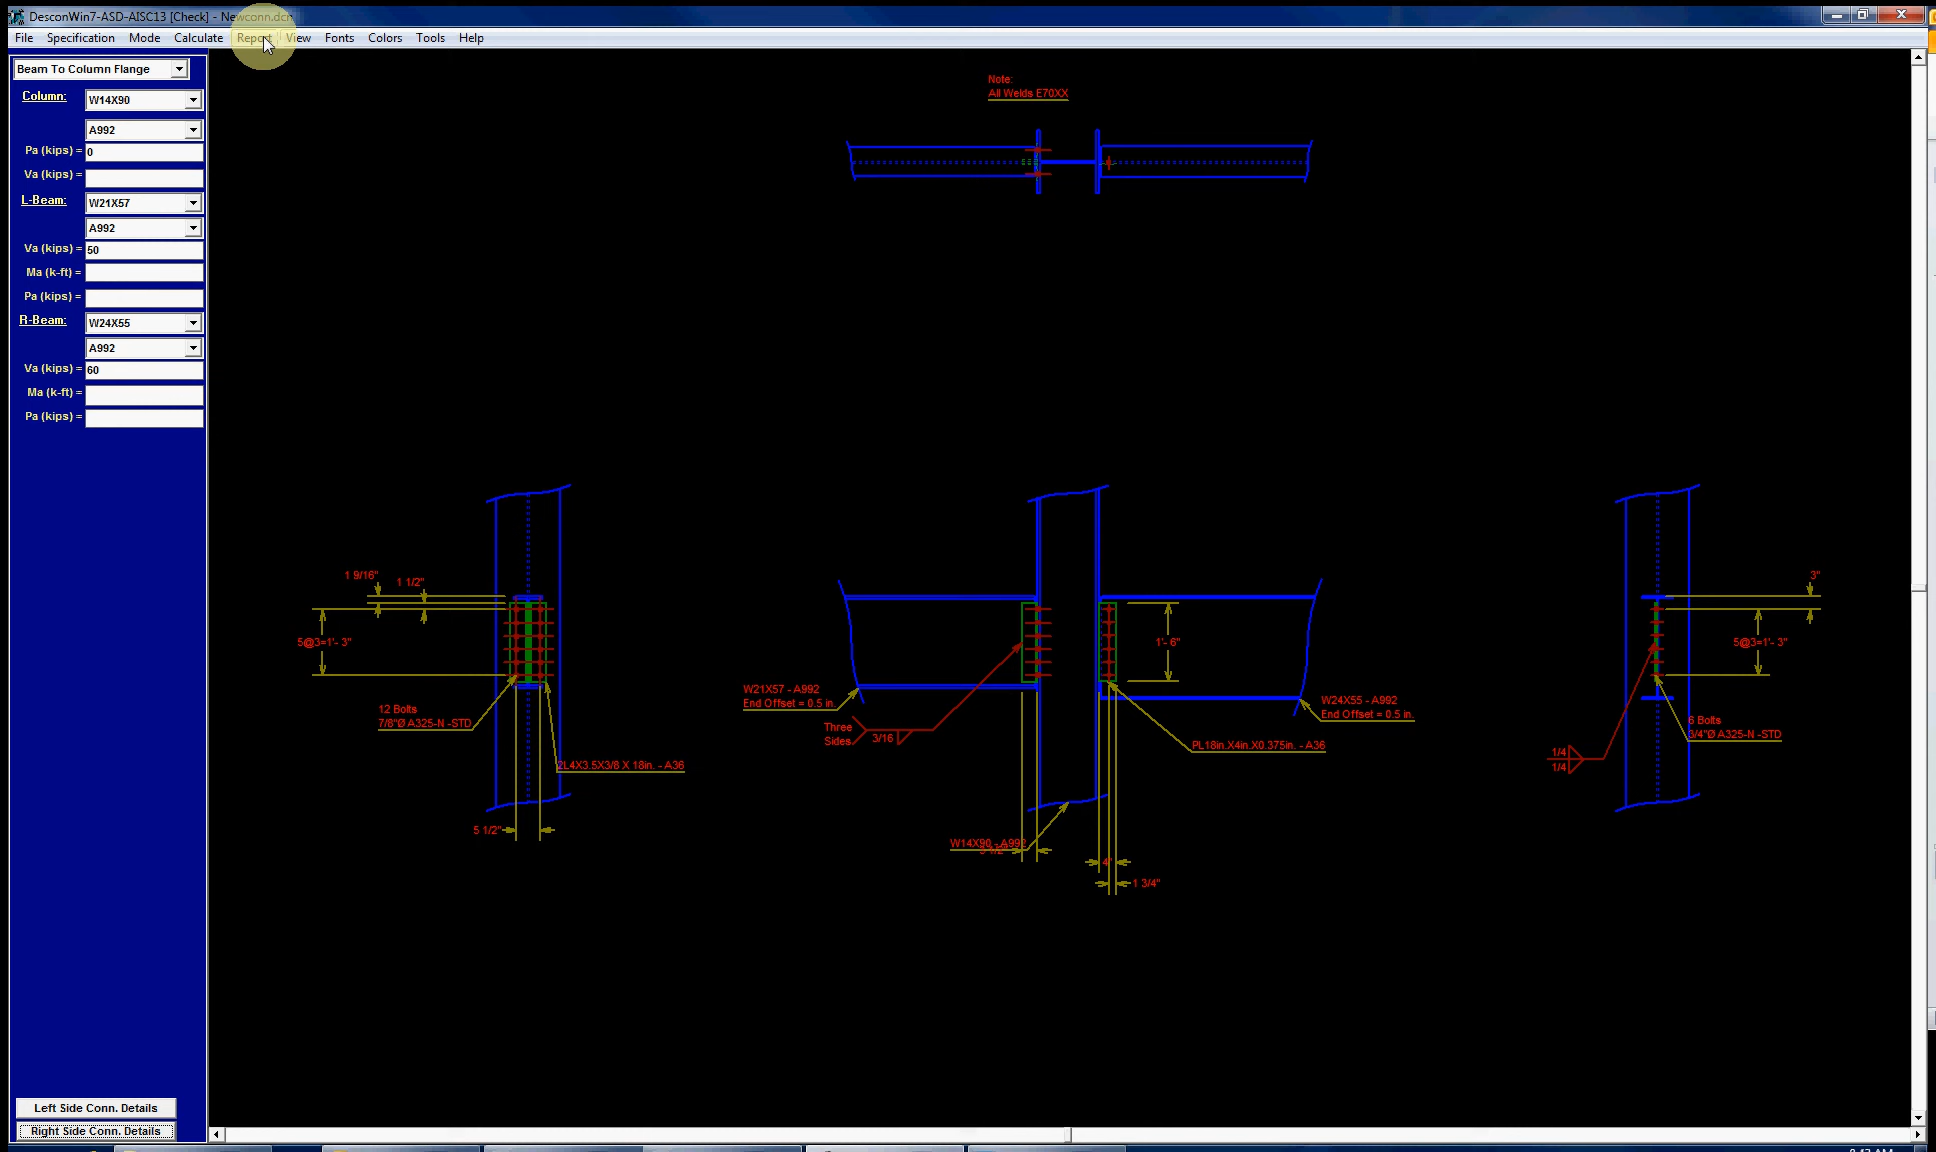 DesconWin7-ASD-AISC13 [Check] - Newconn.dcn
File Specification Mode Calculate Report View Fonts Colors Tools Help
Beam To Column Flange
Column: W14X90
A992
Pa (kips) = 0
Va (kips) =
L-Beam: W21X57
A992
Va (kips) = 50
Ma (k-ft) =
Pa (kips) =
R-Beam: W24X55
A992
Va (kips) = 60
Ma (k-ft) =
Pa (kips) =
Left Side Conn. Details
Right Side Conn. Details
Note:
All Welds E70XX
1 9/16"
1 1/2"
5@3=1'- 3"
12 Bolts
7/8"Ø A325-N -STD
2L4X3.5X3/8 X 18in. - A36
5 1/2"
W21X57 - A992
End Offset = 0.5 in.
Three
Sides
3/16
1'- 6"
W24X55 - A992
End Offset = 0.5 in.
PL18in.X4in.X0.375in. - A36
W14X90 - A992
4"
1 3/4"
3"
5@3=1'- 3"
6 Bolts
3/4"Ø A325-N -STD
1/4
1/4